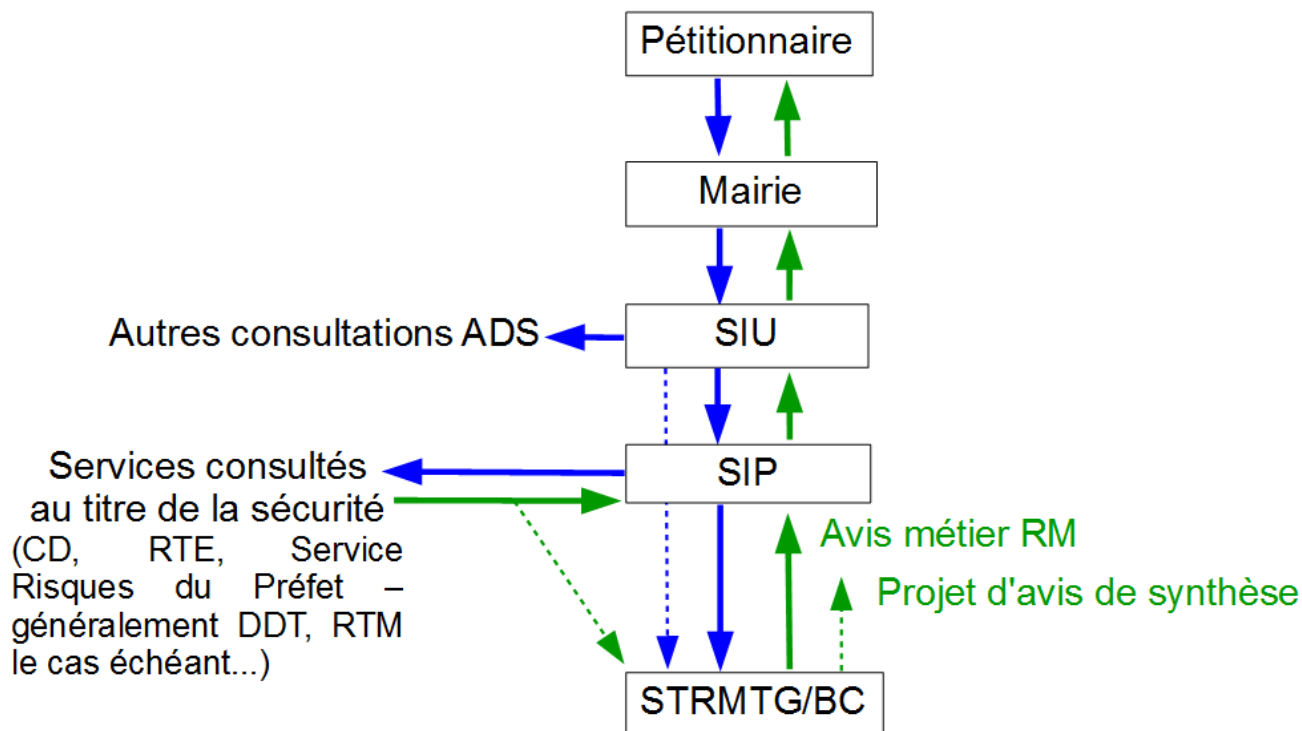 Pétitionnaire
Mairie
Autres consultations ADS
SIU
Services consultés
au titre de la sécurité
(CD, RTE, Service
Risques du Préfet –
généralement DDT, RTM
le cas échéant...)
SIP
Avis métier RM
Projet d'avis de synthèse
STRMTG/BC